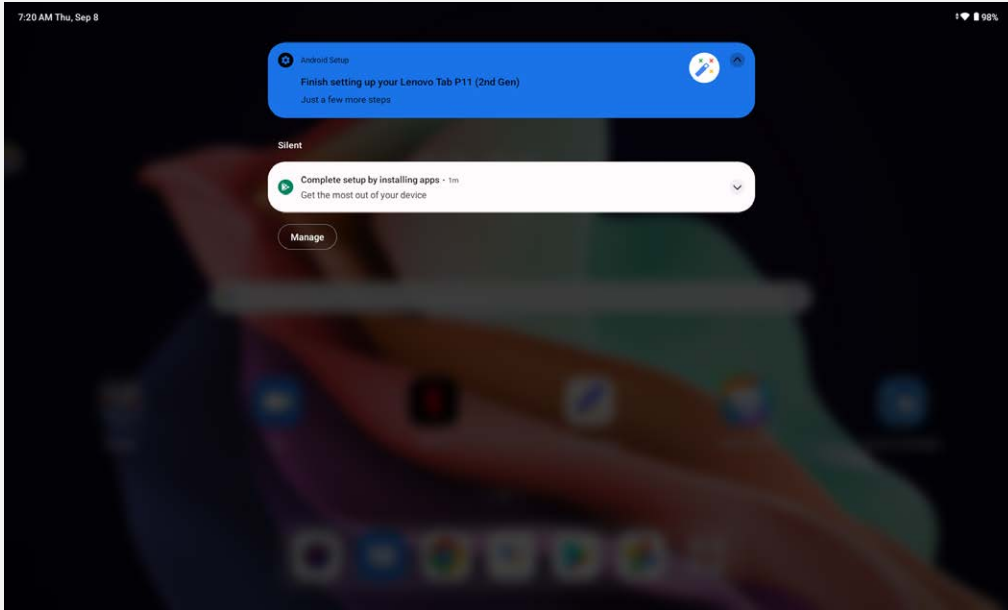 7:20 AM Thu, Sep 8
98%
Android Setup
Finish setting up your Lenovo Tab P11 (2nd Gen)
Just a few more steps
Silent
Complete setup by installing apps · 1m
Get the most out of your device
Manage